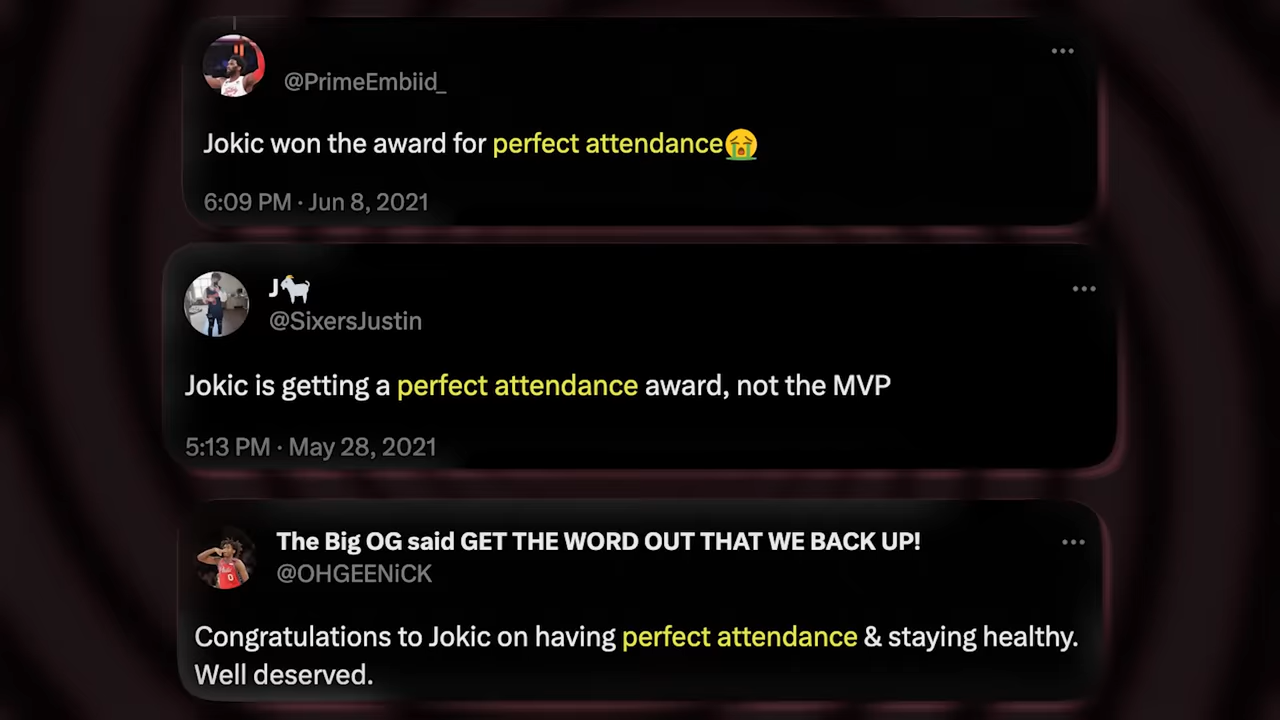 @PrimeEmbiid_
Jokic won the award for perfect attendance😭
6:09 PM · Jun 8, 2021
J🐐
@SixersJustin
Jokic is getting a perfect attendance award, not the MVP
5:13 PM · May 28, 2021
The Big OG said GET THE WORD OUT THAT WE BACK UP!
@OHGEENiCK
Congratulations to Jokic on having perfect attendance & staying healthy.
Well deserved.